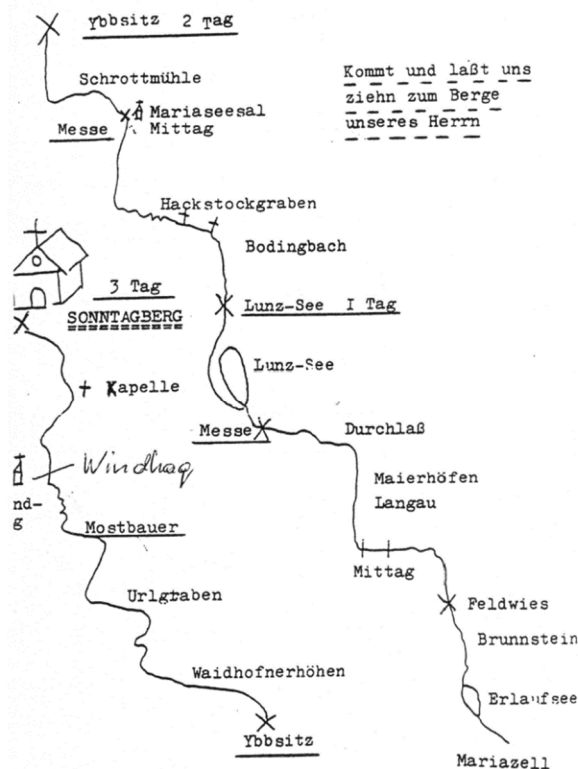 Ybbsitz 2 Tag
Schrottmühle
Kommt und laßt uns
ziehn zum Berge
unseres Herrn
Mariaseesal
Messe Mittag
Hackstockgraben
Bodingbach
3 Tag
SONNTAGBERG
Lunz-See I Tag
Lunz-See
Kapelle
Messe
Durchlaß
Windhag
Maierhöfen
Langau
nd-
g
Mostbauer
Mittag
Urlgraben
Feldwies
Brunnstein
Waidhofnerhöhen
Erlaufsee
Ybbsitz
Mariazell